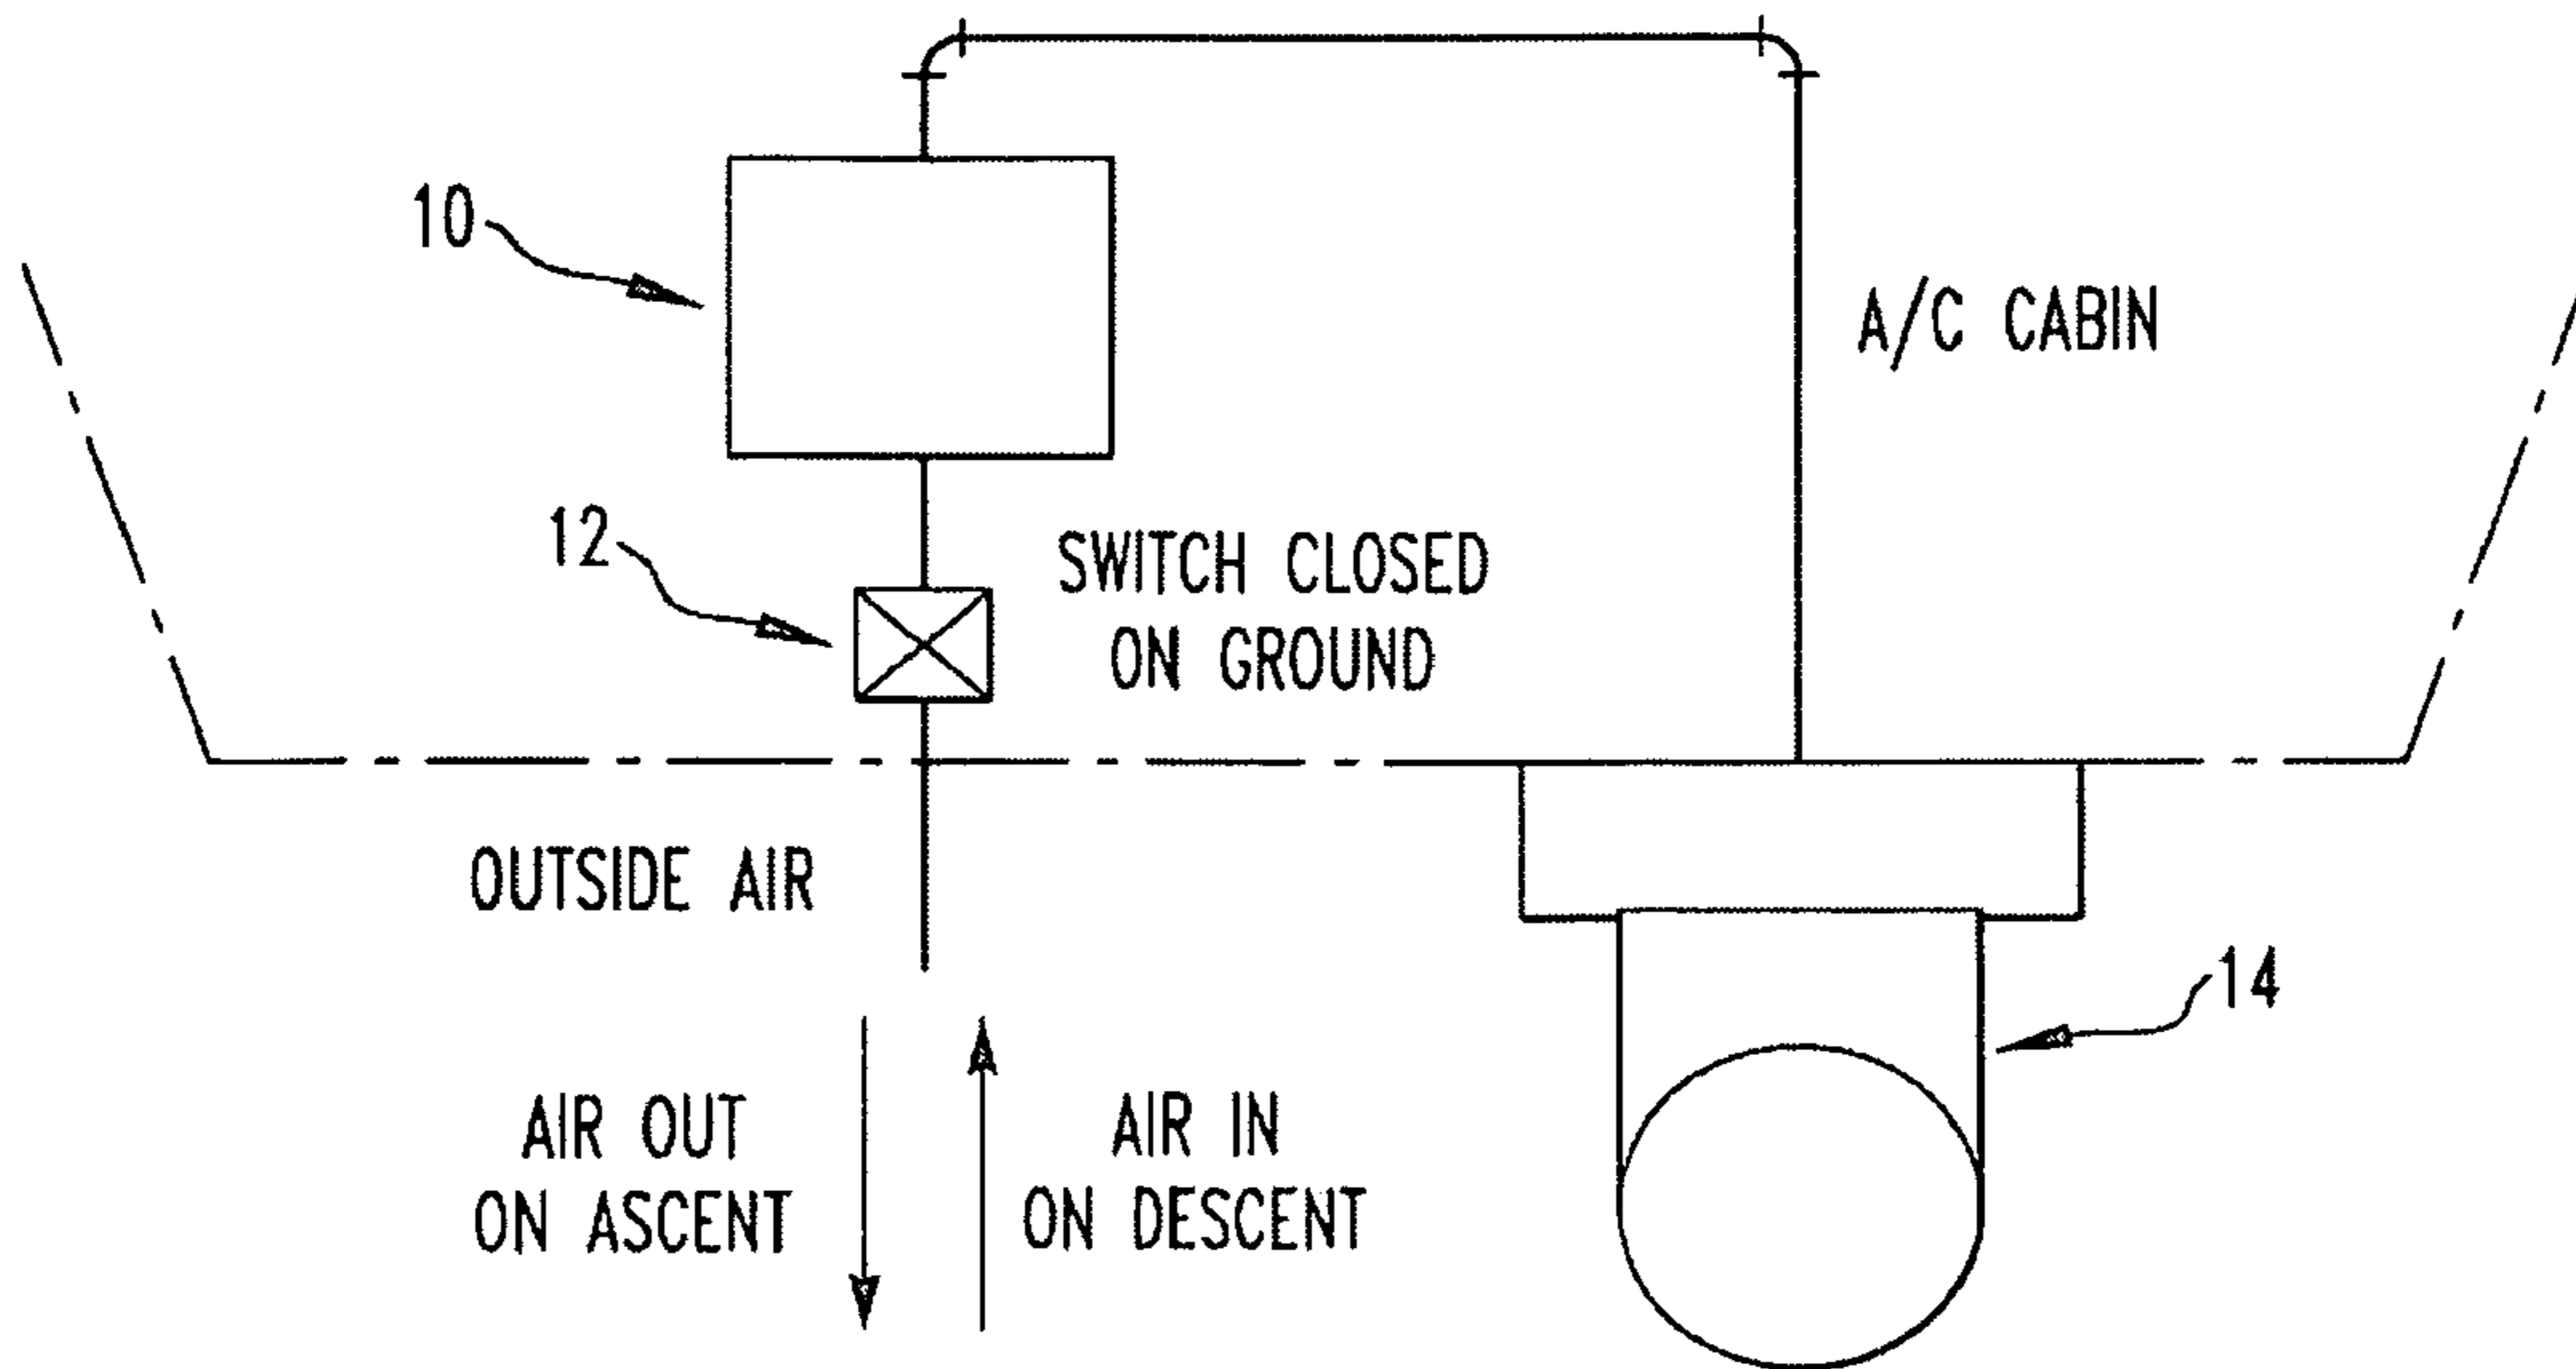 10
A/C CABIN
12
SWITCH CLOSED
ON GROUND
OUTSIDE AIR
14
AIR OUT
ON ASCENT
AIR IN
ON DESCENT